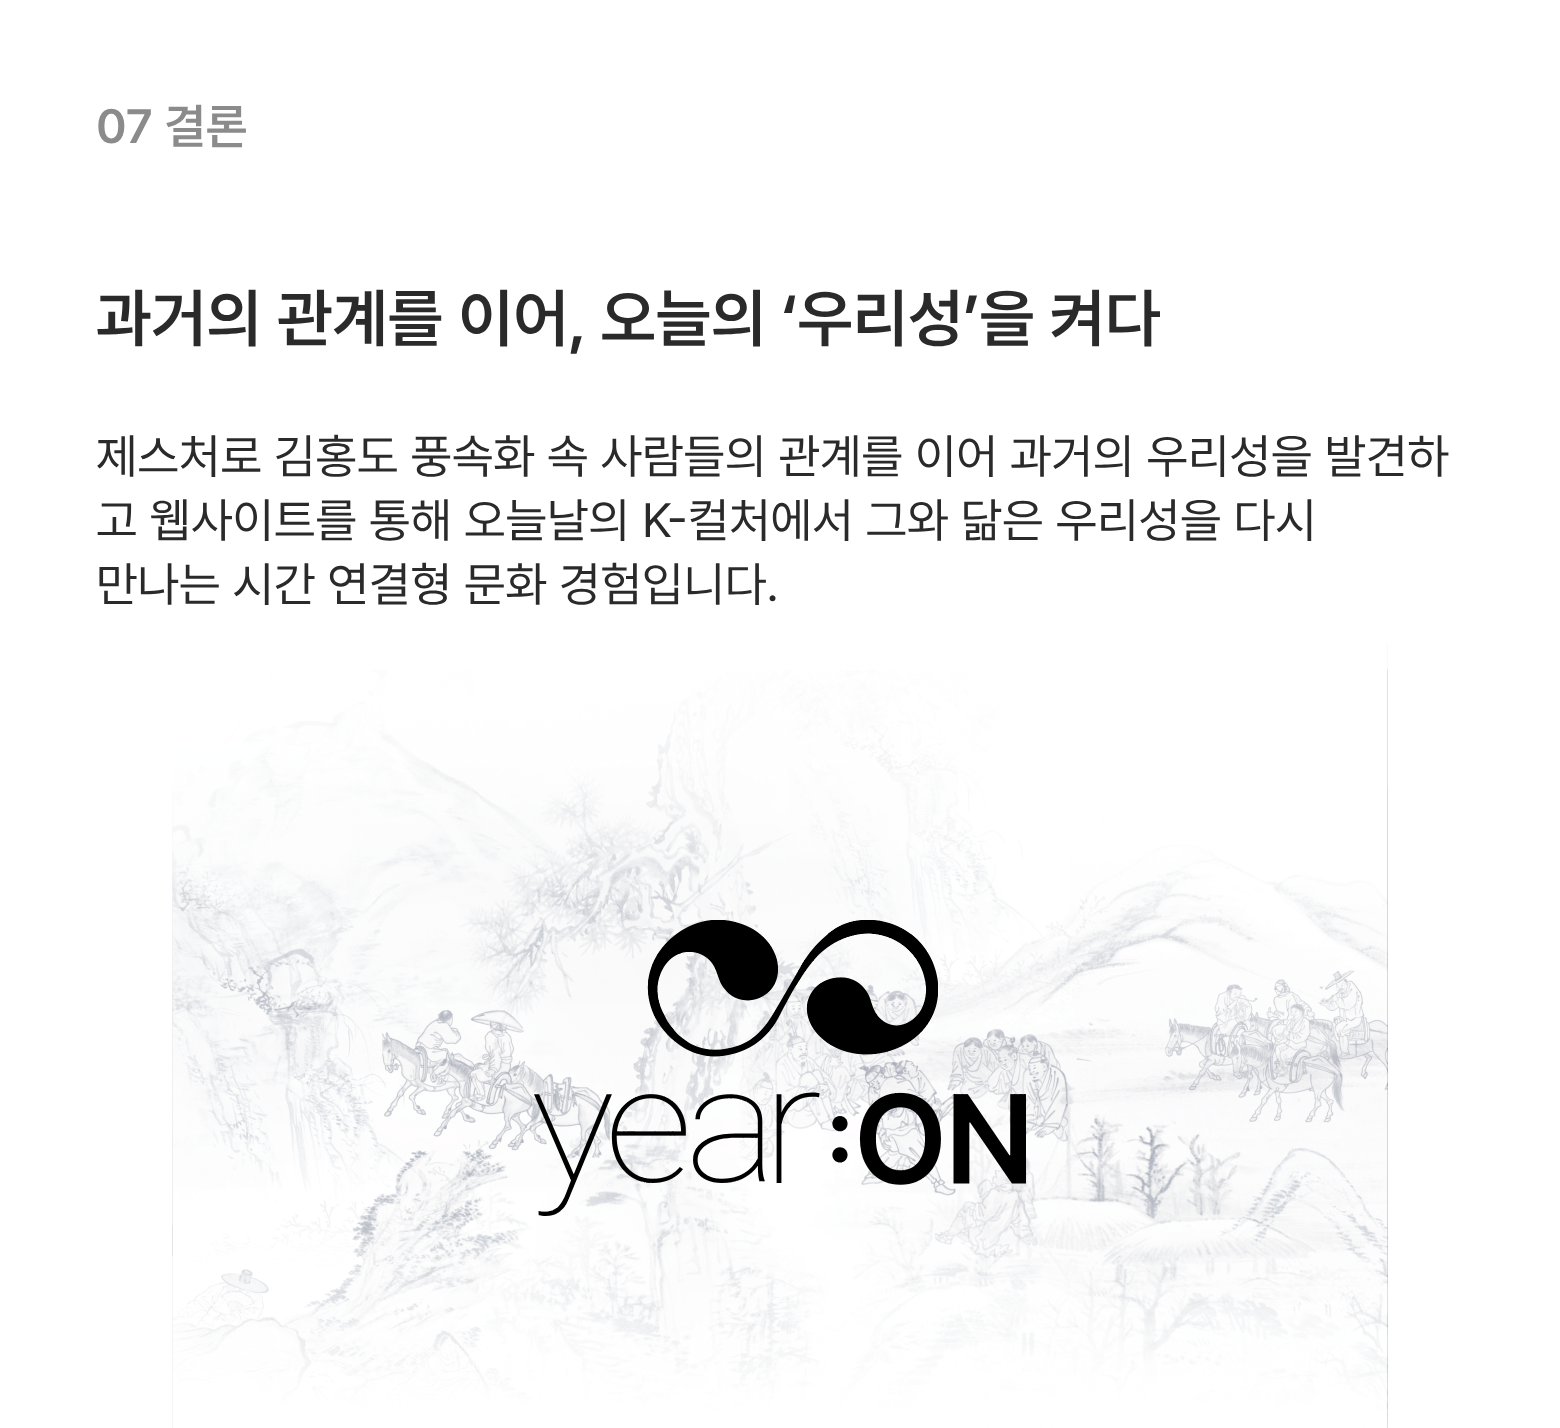 07 결론
과거의 관계를 이어, 오늘의 ‘우리성’을 켜다
제스처로 김홍도 풍속화 속 사람들의 관계를 이어 과거의 우리성을 발견하
고 웹사이트를 통해 오늘날의 K-컬처에서 그와 닮은 우리성을 다시
만나는 시간 연결형 문화 경험입니다.
year:ON